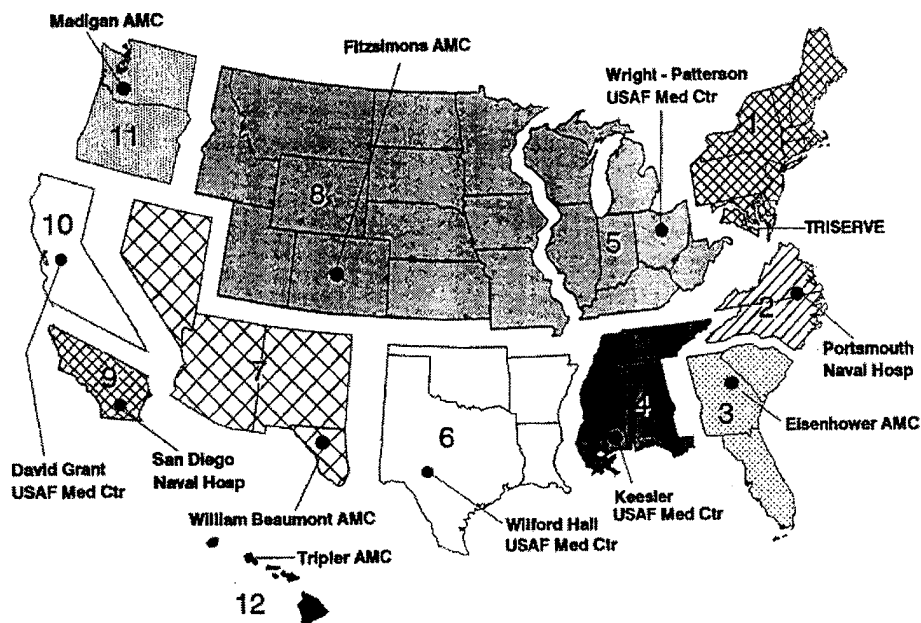 Madigan AMC
Fitzsimons AMC
Wright - Patterson
USAF Med Ctr
1
11
8
10
5
TRISERVE
2
Portsmouth
Naval Hosp
7
9
4
3
6
Eisenhower AMC
David Grant
USAF Med Ctr
San Diego
Naval Hosp
William Beaumont AMC
Wilford Hall
USAF Med Ctr
Keesler
USAF Med Ctr
Tripler AMC
12